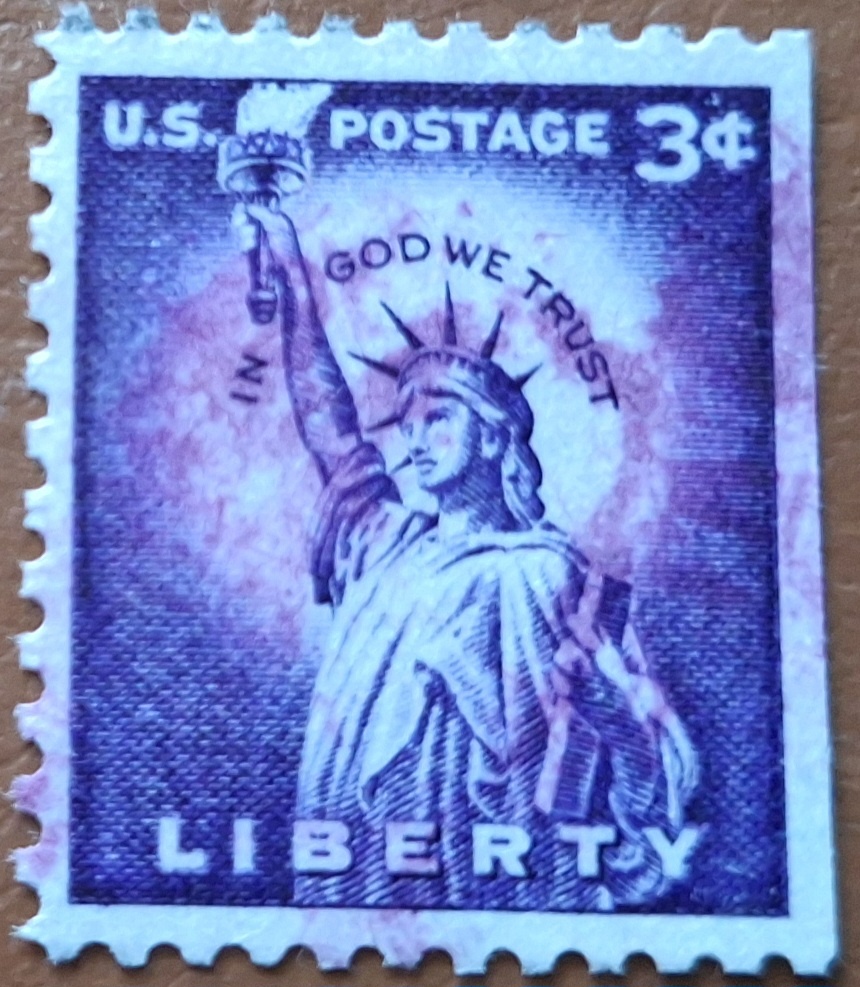 U.S. POSTAGE 3¢
IN GOD WE TRUST
LIBERTY